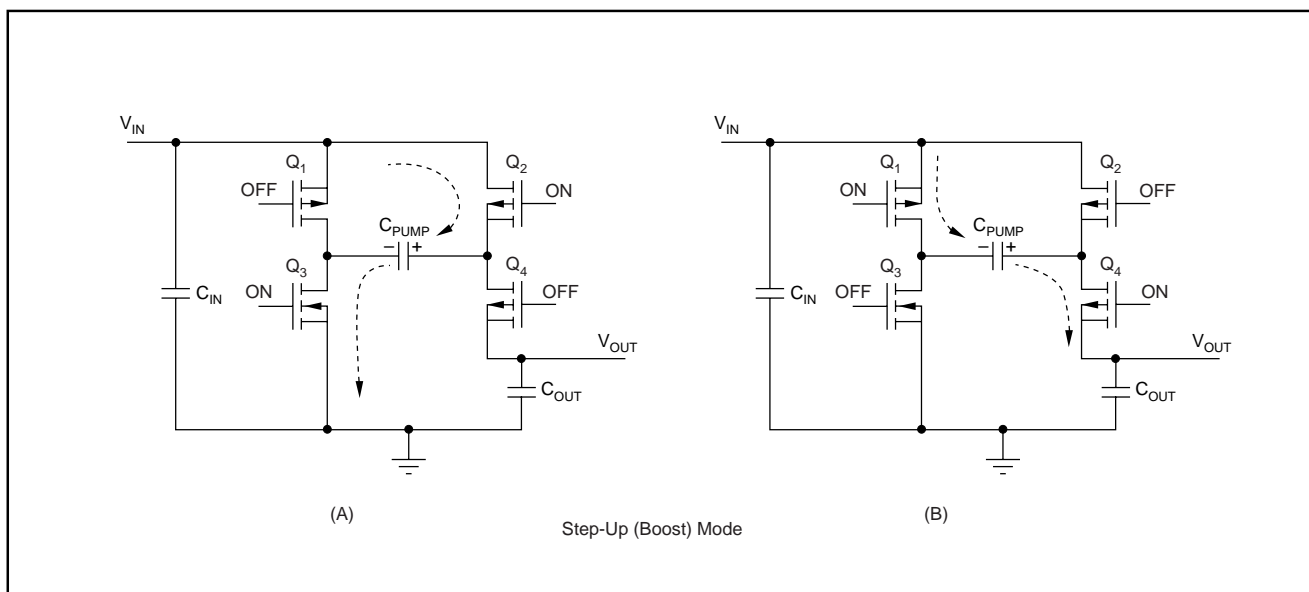 V_IN
Q_1
Q_2
OFF
ON
C_PUMP
− +
Q_3
Q_4
ON
OFF
C_IN
V_OUT
C_OUT
(A)
V_IN
Q_1
Q_2
ON
OFF
C_PUMP
− +
Q_3
Q_4
OFF
ON
C_IN
V_OUT
C_OUT
(B)
Step-Up (Boost) Mode